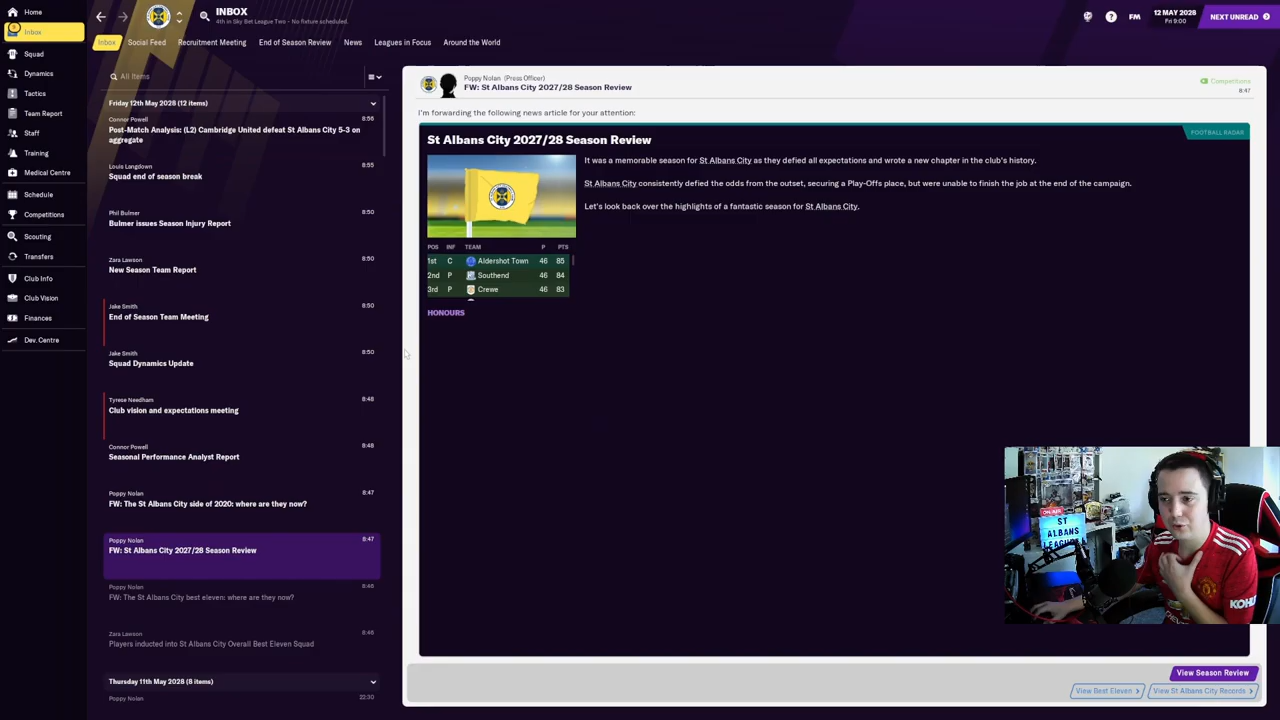 Home
Inbox
Squad
Dynamics
Tactics
Team Report
Staff
Training
Medical Centre
Schedule
Competitions
Scouting
Transfers
Club Info
Club Vision
Finances
Dev. Centre
INBOX
4th in Sky Bet League Two - No fixture scheduled.
FM
12 MAY 2028
Fri 9:00
NEXT UNREAD
Inbox
Social Feed
Recruitment Meeting
End of Season Review
News
Leagues in Focus
Around the World
All Items
Friday 12th May 2028 (12 items)
Connor Powell 8:56
Post-Match Analysis: (L2) Cambridge United defeat St Albans City 5-3 on
aggregate
Louis Langdown 8:55
Squad end of season break
Phil Bulmer 8:50
Bulmer issues Season Injury Report
Zara Lawson 8:50
New Season Team Report
Jake Smith 8:50
End of Season Team Meeting
Jake Smith 8:50
Squad Dynamics Update
Tyrese Needham 8:48
Club vision and expectations meeting
Connor Powell 8:48
Seasonal Performance Analyst Report
Poppy Nolan 8:47
FW: The St Albans City side of 2020: where are they now?
Poppy Nolan 8:47
FW: St Albans City 2027/28 Season Review
Poppy Nolan 8:46
FW: The St Albans City best eleven: where are they now?
Zara Lawson 8:46
Players inducted into St Albans City Overall Best Eleven Squad
Thursday 11th May 2028 (8 items)
Poppy Nolan 22:30
Poppy Nolan (Press Officer)
FW: St Albans City 2027/28 Season Review
Competitions
8:47
I'm forwarding the following news article for your attention:
FOOTBALL RADAR
St Albans City 2027/28 Season Review
It was a memorable season for St Albans City as they defied all expectations and wrote a new chapter in the club's history.
St Albans City consistently defied the odds from the outset, securing a Play-Offs place, but were unable to finish the job at the end of the campaign.
Let's look back over the highlights of a fantastic season for St Albans City.
POS INF TEAM P PTS
1st C Aldershot Town 46 85
2nd P Southend 46 84
3rd P Crewe 46 83
HONOURS
ON AIR
ST
ALBANS
KOHL
View Season Review
View Best Eleven
View St Albans City Records